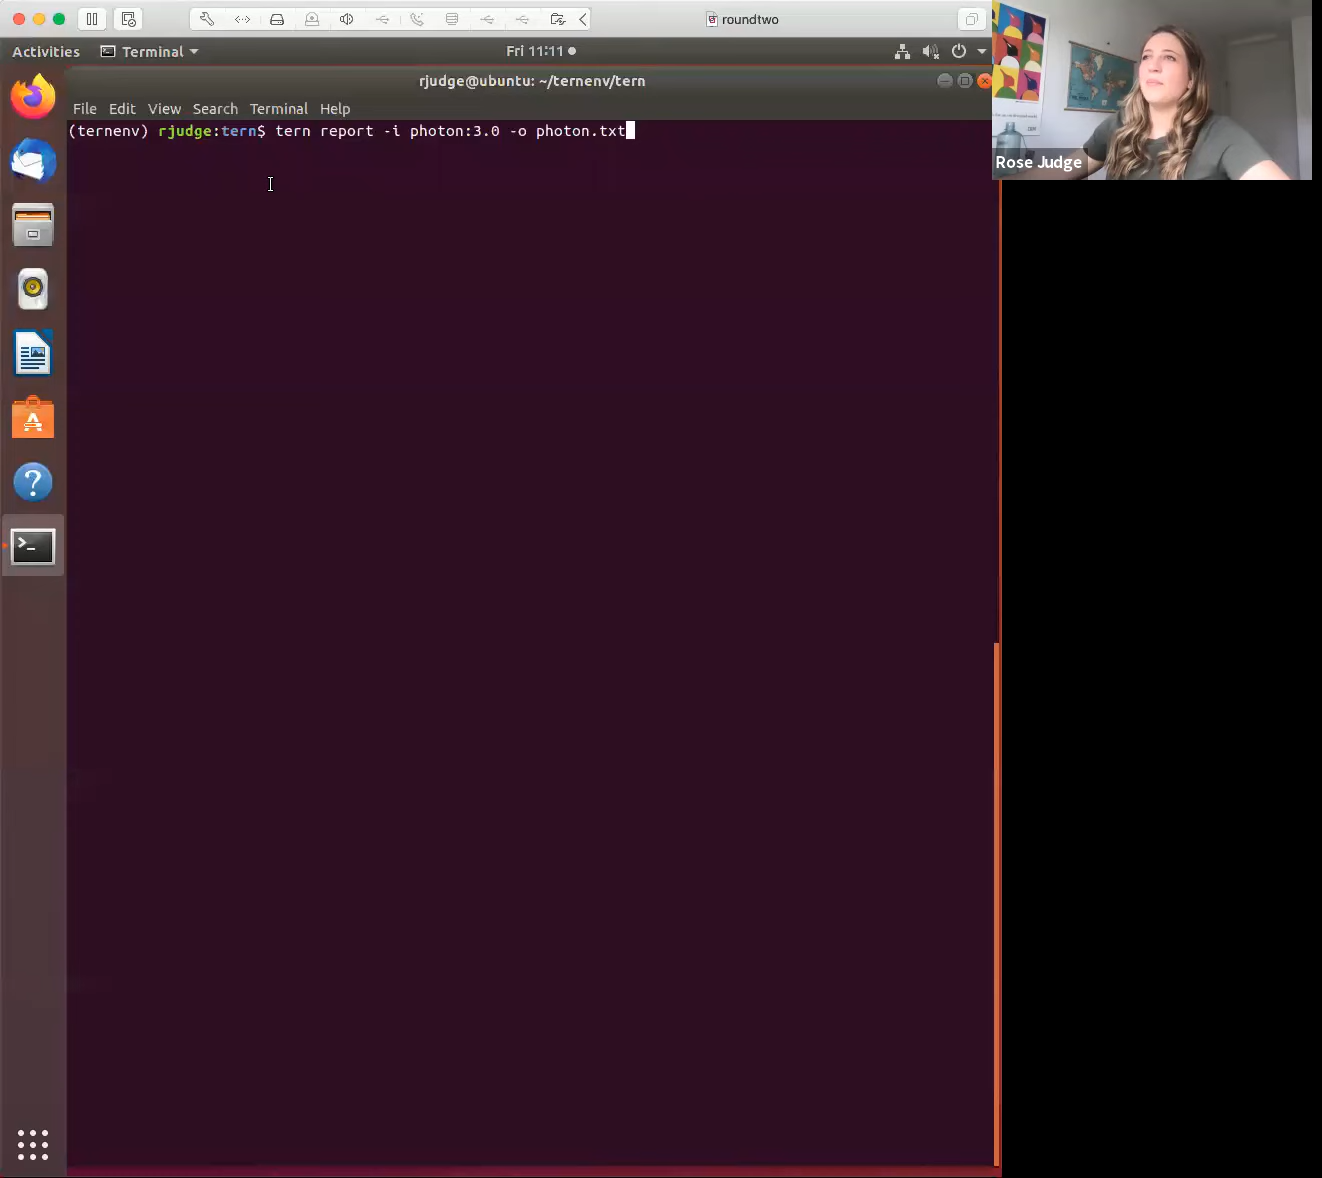 roundtwo
Activities Terminal Fri 11:11
rjudge@ubuntu: ~/ternenv/tern
File Edit View Search Terminal Help
(ternenv) rjudge:tern$ tern report -i photon:3.0 -o photon.txt
Rose Judge